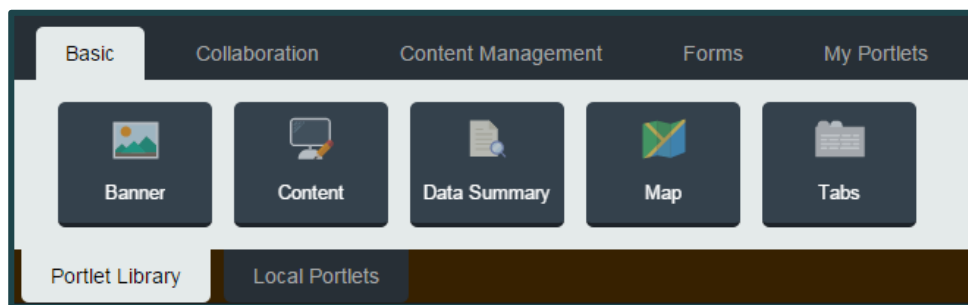 Basic Collaboration Content Management Forms My Portlets
Banner Content Data Summary Map Tabs
Portlet Library Local Portlets